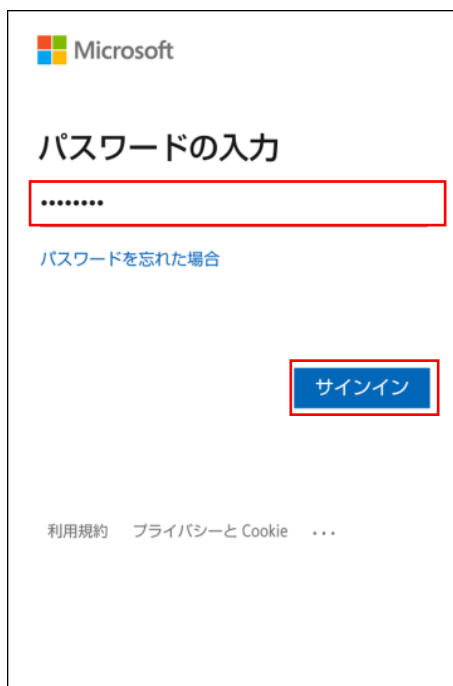 Microsoft
パスワードの入力
••••••••
パスワードを忘れた場合
サインイン
利用規約 プライバシーと Cookie ...